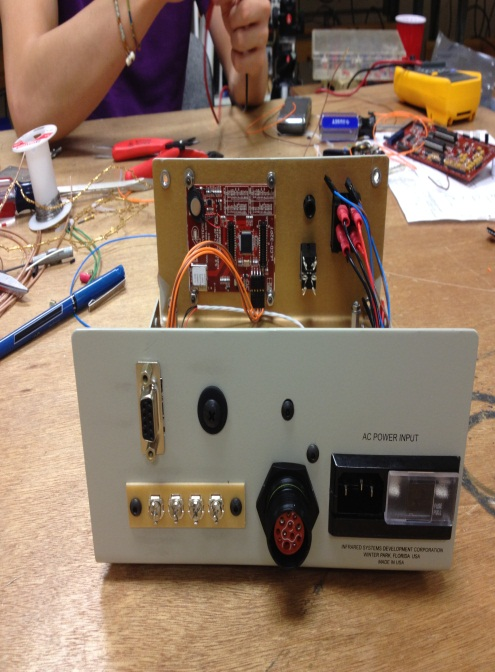 AC POWER INPUT
INFRARED SYSTEMS DEVELOPMENT CORPORATION
WINTER PARK, FLORIDA USA
MADE IN USA